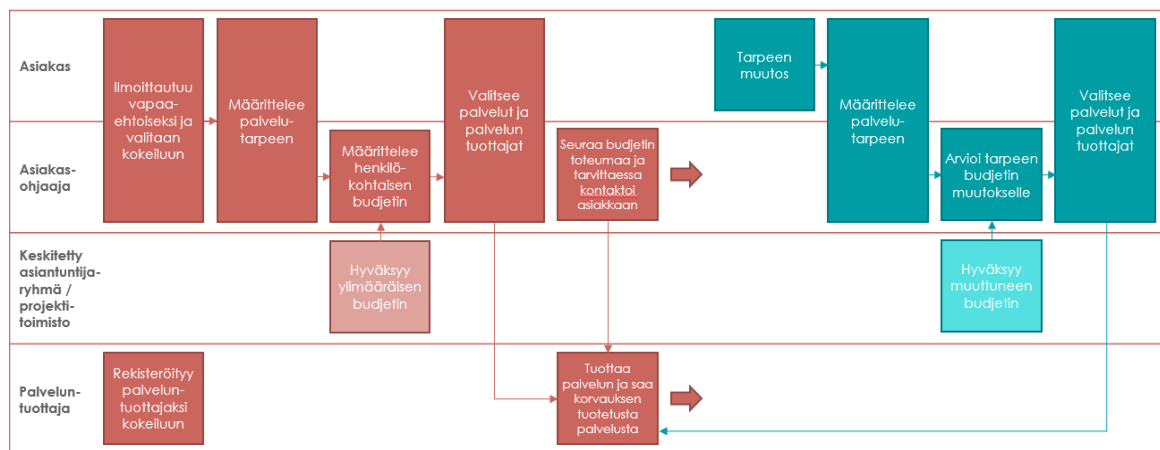 Asiakas
Ilmoittautuu
vapaa-
ehtoiseksi ja
valitaan
kokeiluun
Määrittelee
palvelu-
tarpeen
Valitsee
palvelut ja
palvelun
tuottajat
Tarpeen
muutos
Määrittelee
palvelu-
tarpeen
Valitsee
palvelut ja
palvelun
tuottajat
Asiakas-
ohjaaja
Määrittelee
henkilö-
kohtaisen
budjetin
Seuraa budjetin
toteumaa ja
tarvittaessa
kontaktoi
asiakkaan
Arvioi tarpeen
budjetin
muutokselle
Keskitetty
asiantuntija-
ryhmä /
projekti-
toimisto
Hyväksyy
ylimääräisen
budjetin
Hyväksyy
muuttuneen
budjetin
Palvelun-
tuottaja
Rekisteröityy
palvelun-
tuottajaksi
kokeiluun
Tuottaa
palvelun ja saa
korvauksen
tuotetusta
palvelusta